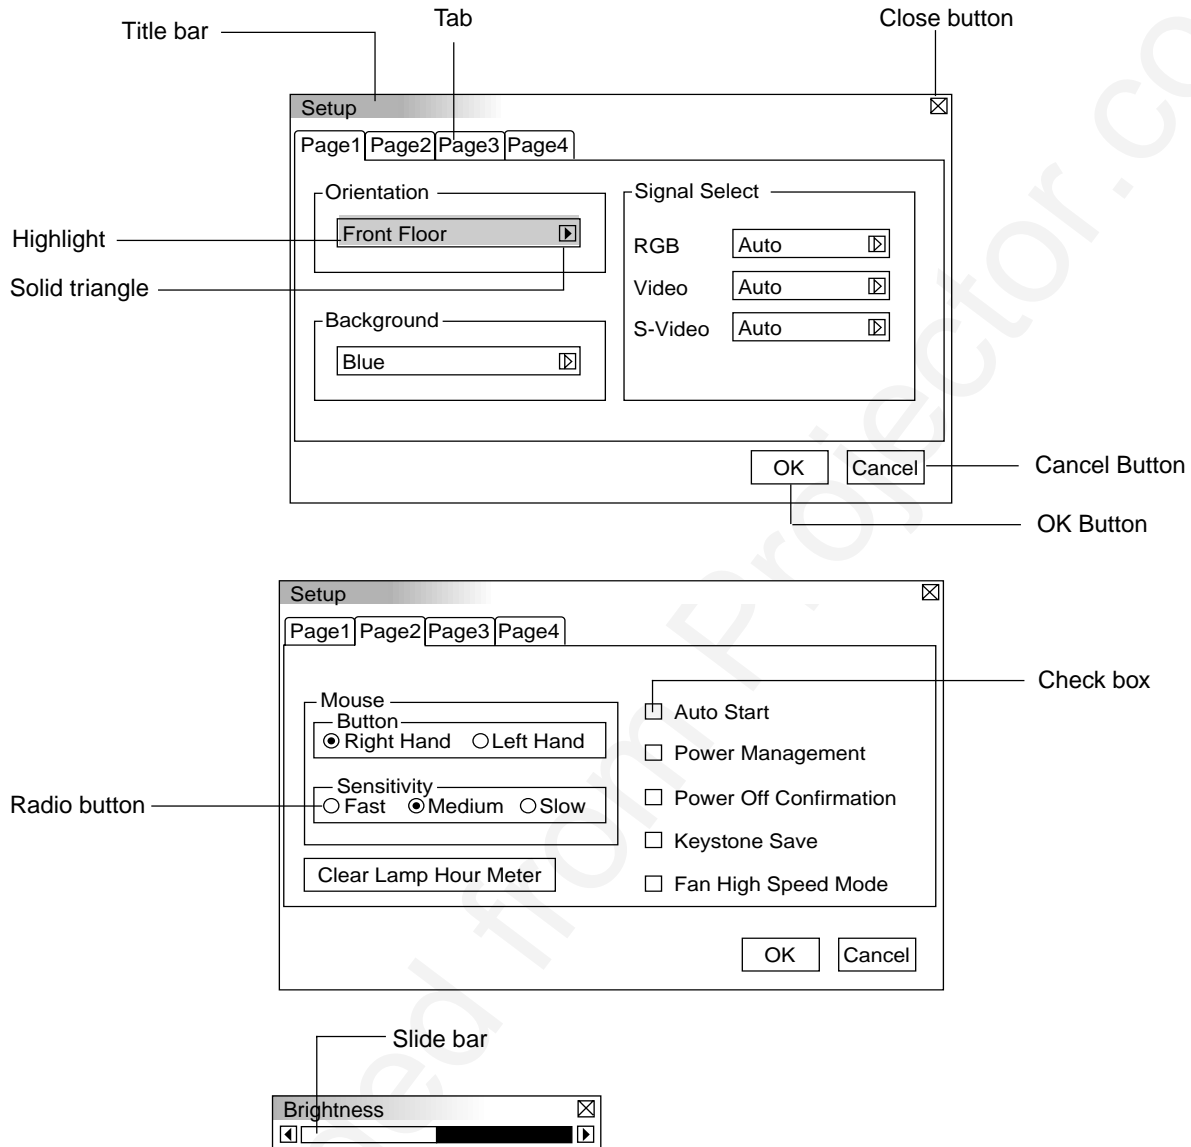 Title bar
Tab
Close button
Setup
Page1 Page2 Page3 Page4
Orientation
Front Floor
Highlight
Solid triangle
Background
Blue
Signal Select
RGB Auto
Video Auto
S-Video Auto
OK Cancel
Cancel Button
OK Button
Setup
Page1 Page2 Page3 Page4
Mouse
Button
Right Hand Left Hand
Sensitivity
Radio button
Fast Medium Slow
Clear Lamp Hour Meter
Check box
Auto Start
Power Management
Power Off Confirmation
Keystone Save
Fan High Speed Mode
OK Cancel
Slide bar
Brightness
from Projector.co